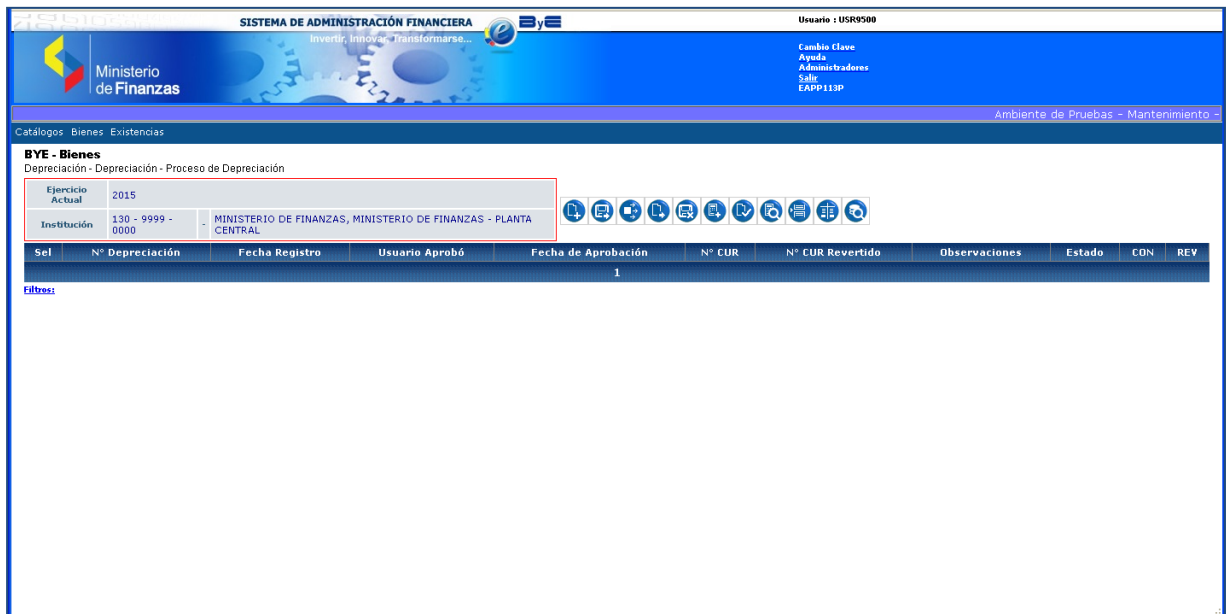 SISTEMA DE ADMINISTRACIÓN FINANCIERA
e ByE
Usuario : USR9500
Invertir, Innovar, Transformarse...
Ministerio
de Finanzas
Cambio Clave
Ayuda
Administradores
Salir
EAPP113P
Ambiente de Pruebas - Mantenimiento -
Catálogos Bienes Existencias
BYE - Bienes
Depreciación - Depreciación - Proceso de Depreciación
Ejercicio Actual 2015
Institución 130 - 9999 - 0000 - MINISTERIO DE FINANZAS, MINISTERIO DE FINANZAS - PLANTA CENTRAL
Sel N° Depreciación Fecha Registro Usuario Aprobó Fecha de Aprobación N° CUR N° CUR Revertido Observaciones Estado CON REV
1
Filtros: